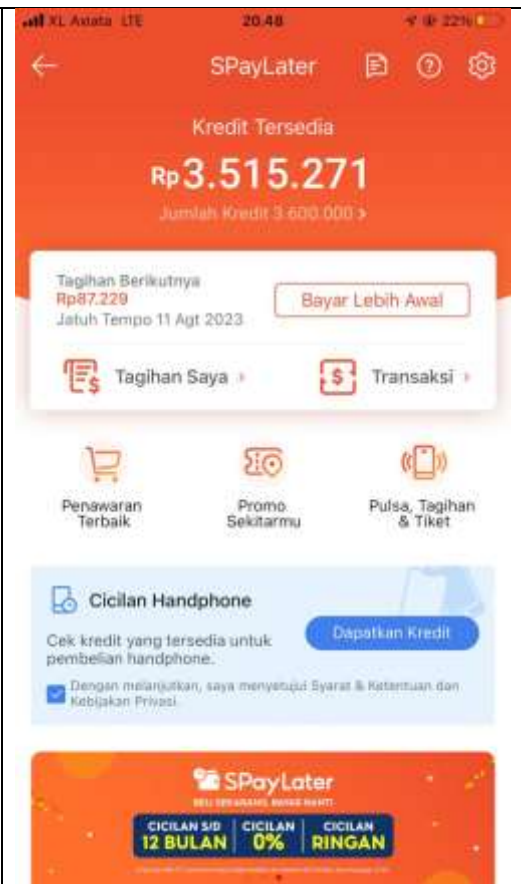 XL Axiata LTE 20.48 22%
SPayLater
Kredit Tersedia
Rp3.515.271
Jumlah Kredit 3.600.000 >
Tagihan Berikutnya
Rp87.229
Jatuh Tempo 11 Agt 2023
Bayar Lebih Awal
Tagihan Saya >
Transaksi >
Penawaran
Terbaik
Promo
Sekitarmu
Pulsa, Tagihan
& Tiket
Cicilan Handphone
Cek kredit yang tersedia untuk
pembelian handphone.
Dapatkan Kredit
Dengan melanjutkan, saya menyetujui Syarat & Ketentuan dan
Kebijakan Privasi.
SPayLater
BELI SEKARANG, BAYAR NANTI
CICILAN S/D
12 BULAN
CICILAN
0%
CICILAN
RINGAN